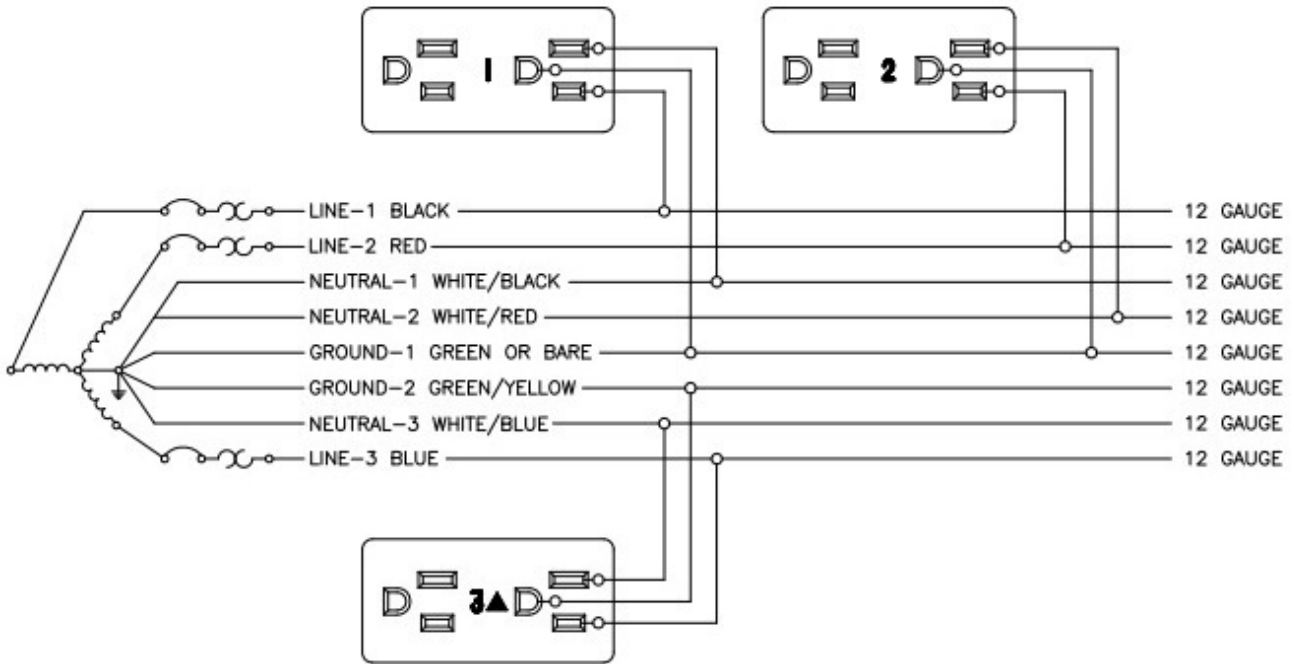 1
2
LINE-1 BLACK 12 GAUGE
LINE-2 RED 12 GAUGE
NEUTRAL-1 WHITE/BLACK 12 GAUGE
NEUTRAL-2 WHITE/RED 12 GAUGE
GROUND-1 GREEN OR BARE 12 GAUGE
GROUND-2 GREEN/YELLOW 12 GAUGE
NEUTRAL-3 WHITE/BLUE 12 GAUGE
LINE-3 BLUE 12 GAUGE
3▲